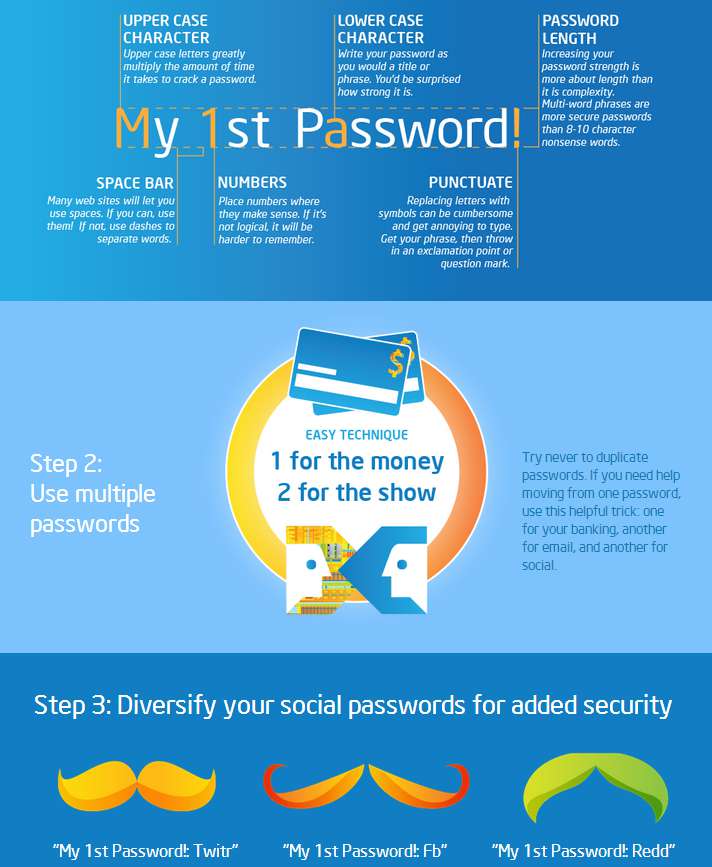 UPPER CASE
CHARACTER
Upper case letters greatly
multiply the amount of time
it takes to crack a password.
LOWER CASE
CHARACTER
Write your password as
you would a title or
phrase. You'd be surprised
how strong it is.
PASSWORD
LENGTH
Increasing your
password strength is
more about length than
it is complexity.
Multi-word phrases are
more secure passwords
than 8-10 character
nonsense words.
My 1st Password!
SPACE BAR
Many web sites will let you
use spaces. If you can, use
them! If not, use dashes to
separate words.
NUMBERS
Place numbers where
they make sense. If it's
not logical, it will be
harder to remember.
PUNCTUATE
Replacing letters with
symbols can be cumbersome
and get annoying to type.
Get your phrase, then throw
in an exclamation point or
question mark.
Step 2:
Use multiple
passwords
$
EASY TECHNIQUE
1 for the money
2 for the show
Try never to duplicate
passwords. If you need help
moving from one password,
use this helpful trick: one
for your banking, another
for email, and another for
social.
Step 3: Diversify your social passwords for added security
"My 1st Password!: Twitr"
"My 1st Password!: Fb"
"My 1st Password!: Redd"